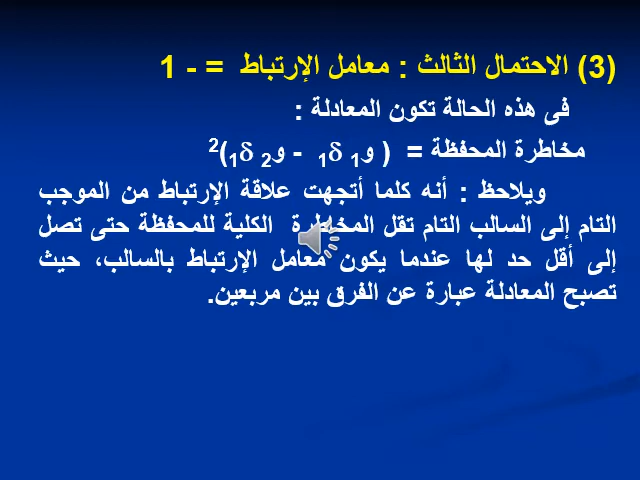 (3) الاحتمال الثالث : معامل الإرتباط = - 1
فى هذه الحالة تكون المعادلة :
مخاطرة المحفظة = ( و1 δ1 - و2 δ1)2
ويلاحظ : أنه كلما أتجهت علاقة الإرتباط من الموجب
التام إلى السالب التام تقل المخاطرة الكلية للمحفظة حتى تصل
إلى أقل حد لها عندما يكون معامل الإرتباط بالسالب، حيث
تصبح المعادلة عبارة عن الفرق بين مربعين.